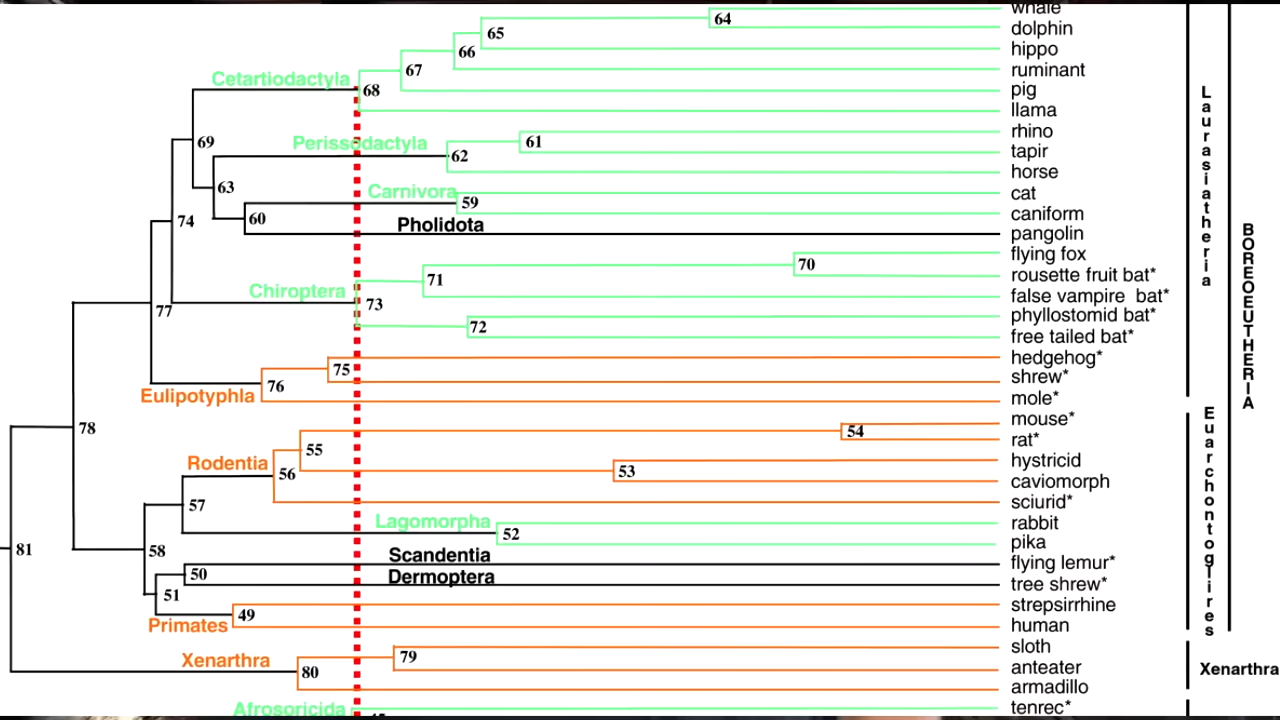 whale
64
dolphin
65
hippo
66
ruminant
67
Cetartiodactyla
68
pig
llama
rhino
61
69
Perissodactyla
tapir
62
horse
63
Carnivora
cat
59
caniform
60
Pholidota
pangolin
74
flying fox
70
rousette fruit bat*
71
Chiroptera
false vampire bat*
73
77
phyllostomid bat*
72
free tailed bat*
hedgehog*
75
shrew*
76
Eulipotyphla
mole*
mouse*
78
54
rat*
55
Rodentia
hystricid
56
53
caviomorph
57
sciurid*
Lagomorpha
rabbit
52
pika
81
58
Scandentia
flying lemur*
50
Dermoptera
tree shrew*
51
strepsirrhine
49
Primates
human
sloth
79
Xenarthra
anteater
80
armadillo
Afrosoricida
tenrec*
Laurasiatheria
BOREOEUTHERIA
Euarchontoglires
Xenarthra